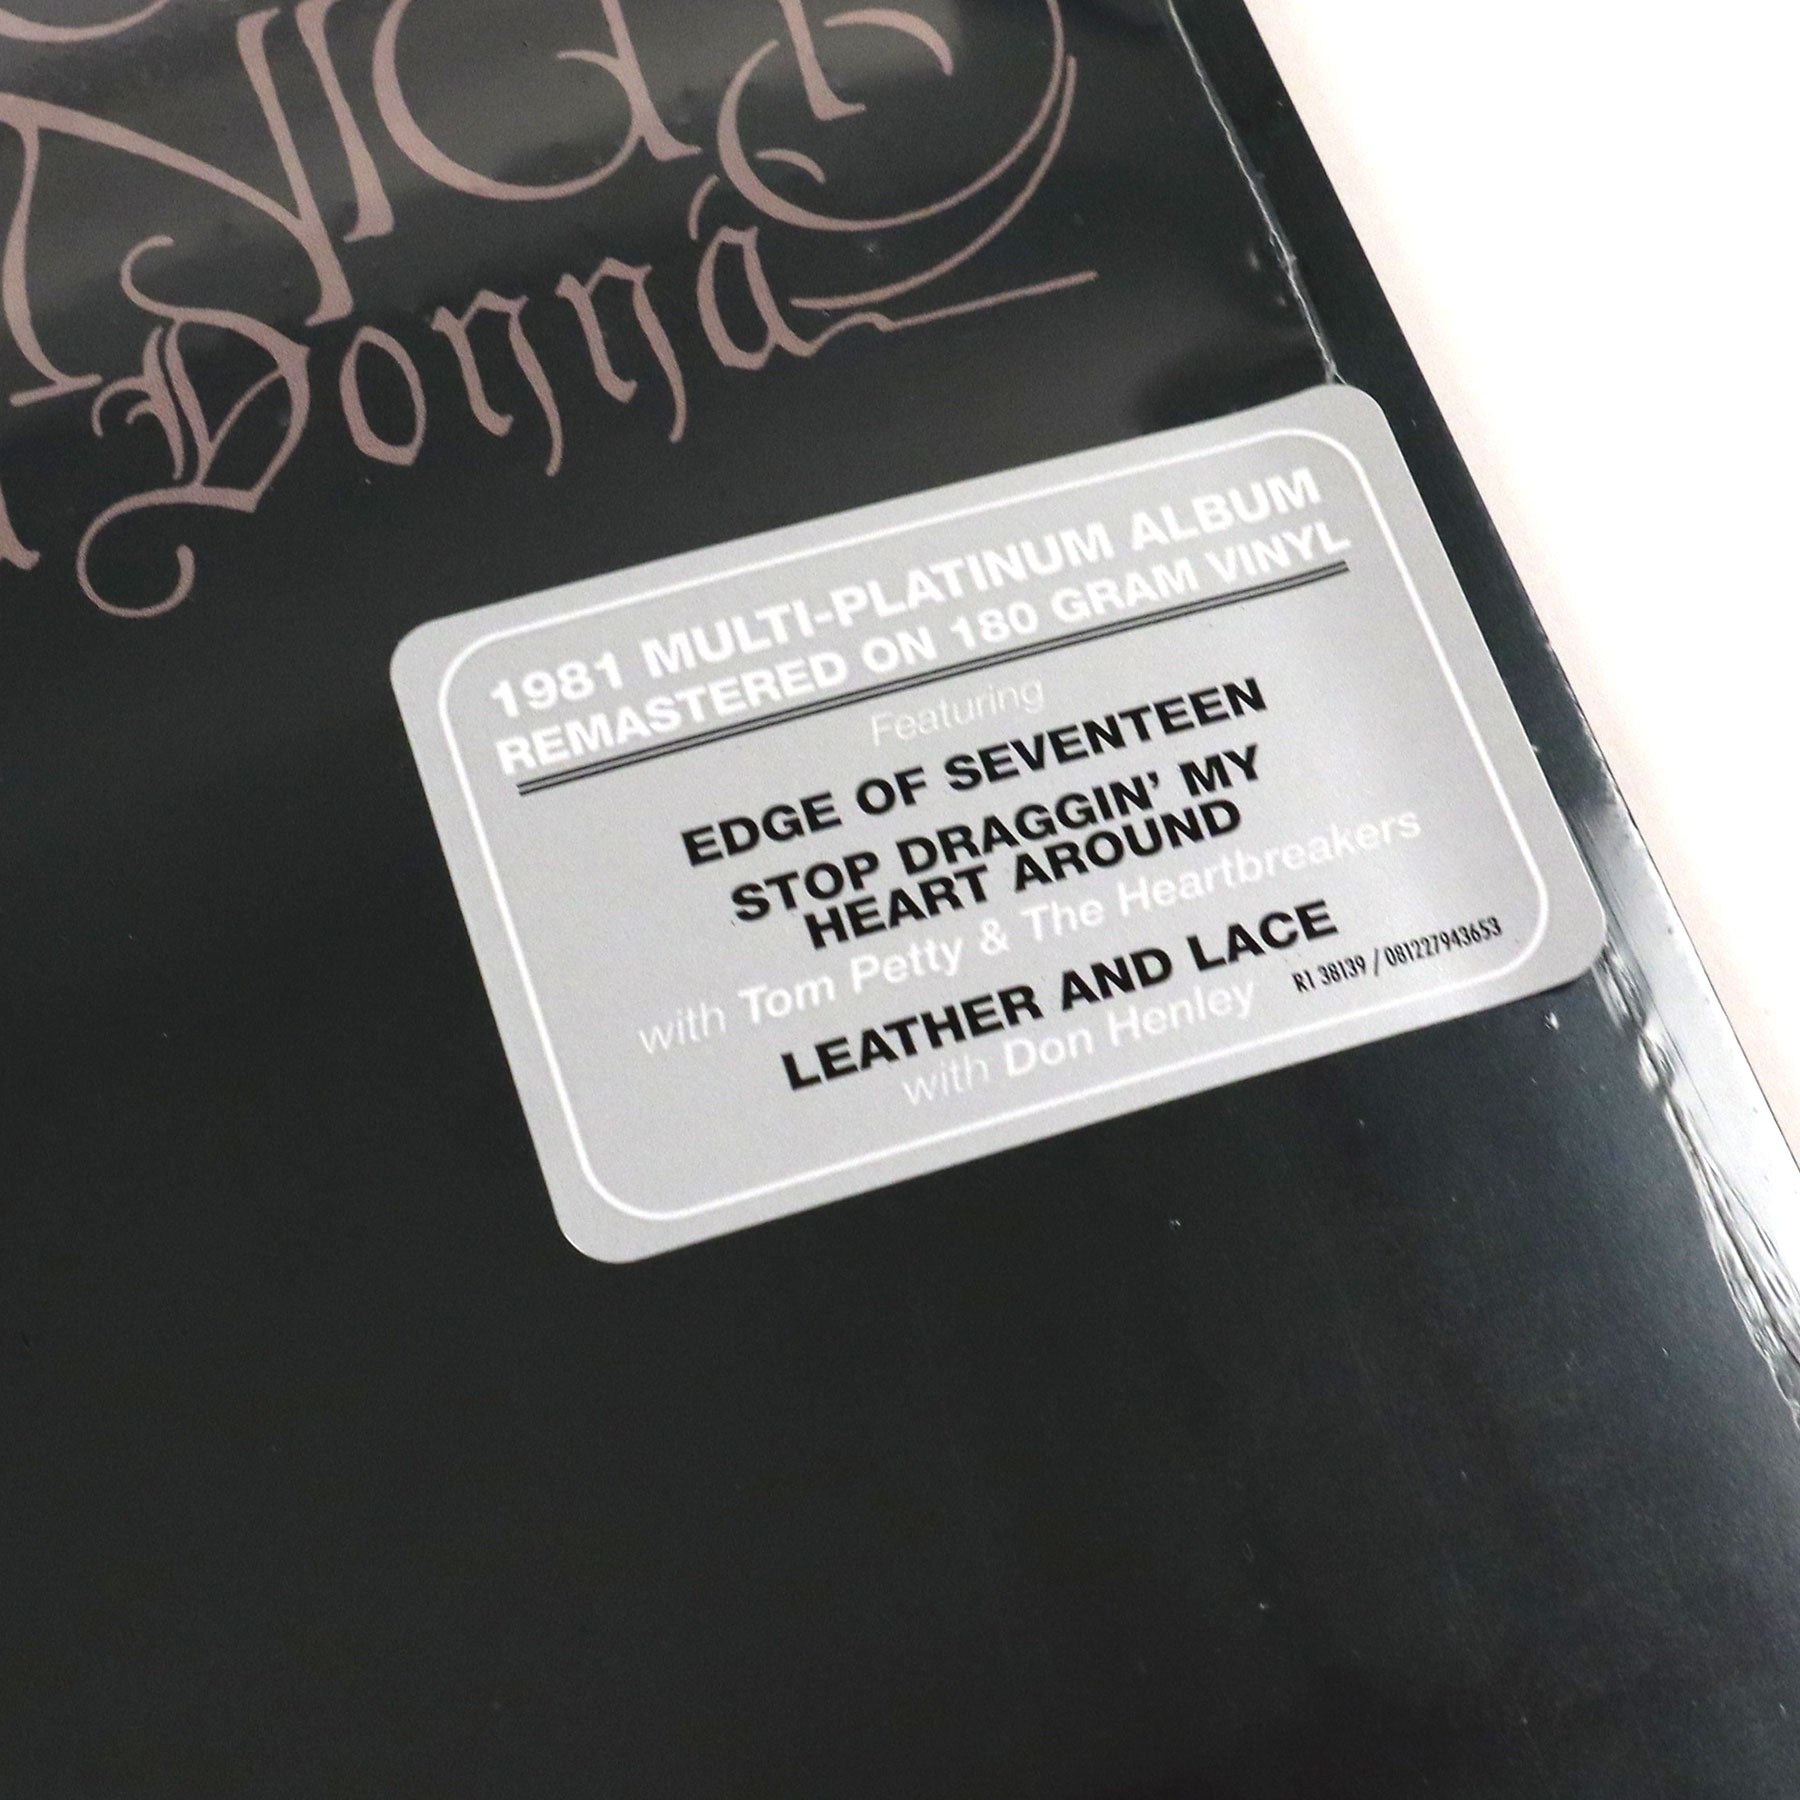 Donna
1981 MULTI-PLATINUM ALBUM
REMASTERED ON 180 GRAM VINYL
Featuring
EDGE OF SEVENTEEN
STOP DRAGGIN' MY
HEART AROUND
with Tom Petty & The Heartbreakers
LEATHER AND LACE
with Don Henley
R1 38139 / 081227943653